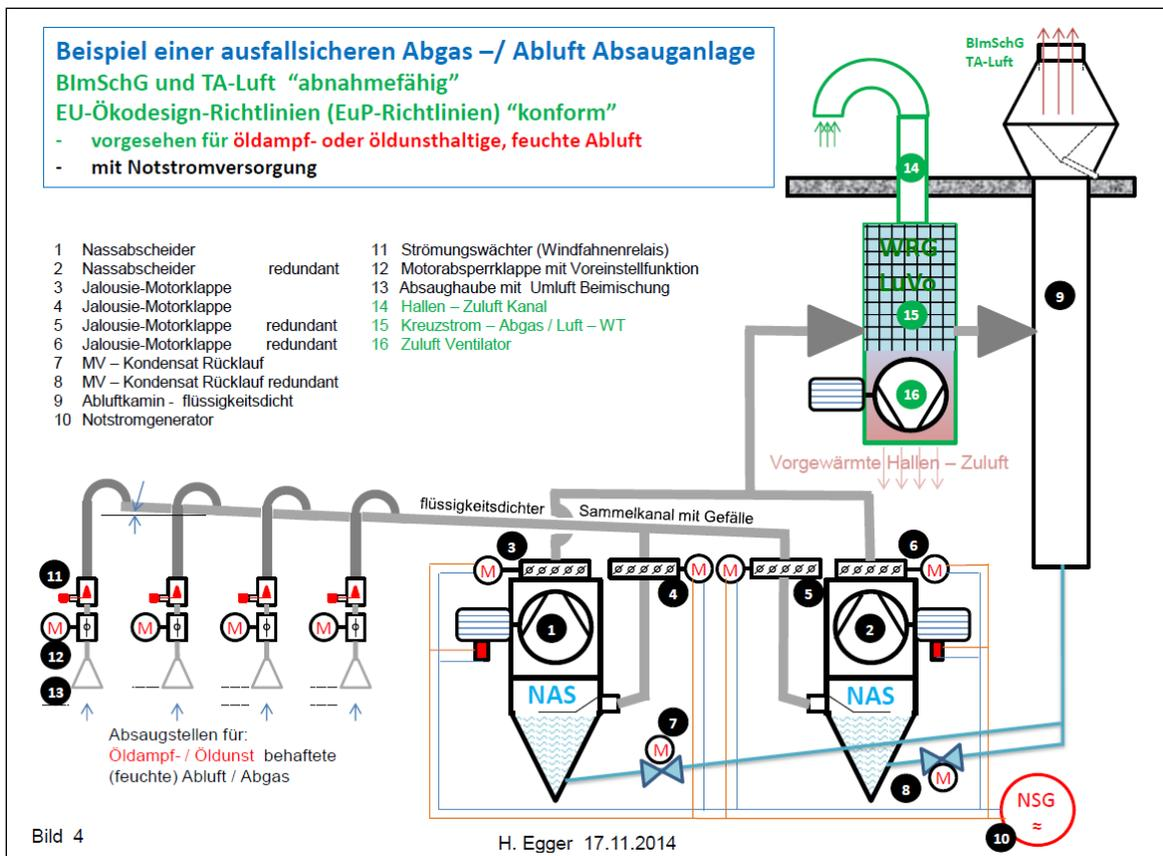 Beispiel einer ausfallsicheren Abgas –/ Abluft Absauganlage
BImSchG und TA-Luft “abnahmefähig”
EU-Ökodesign-Richtlinien (EuP-Richtlinien) “konform”
- vorgesehen für öldampf- oder öldunsthaltige, feuchte Abluft
- mit Notstromversorgung
BImSchG
TA-Luft
14
1 Nassabscheider
2 Nassabscheider redundant
3 Jalousie-Motorklappe
4 Jalousie-Motorklappe
5 Jalousie-Motorklappe redundant
6 Jalousie-Motorklappe redundant
7 MV – Kondensat Rücklauf
8 MV – Kondensat Rücklauf redundant
9 Abluftkamin - flüssigkeitsdicht
10 Notstromgenerator
11 Strömungswächter (Windfahnenrelais)
12 Motorabsperrklappe mit Voreinstellfunktion
13 Absaughaube mit Umluft Beimischung
14 Hallen – Zuluft Kanal
15 Kreuzstrom – Abgas / Luft – WT
16 Zuluft Ventilator
WRG
LuVo
15
9
16
Vorgewärmte Hallen – Zuluft
flüssigkeitsdichter Sammelkanal mit Gefälle
3
M
M
4
M
5
6
M
11
M
M
M
M
12
13
1
2
NAS
NAS
7
M
8
M
Absaugstellen für:
Öldampf- / Öldunst behaftete
(feuchte) Abluft / Abgas
NSG
≈
10
Bild 4
H. Egger 17.11.2014